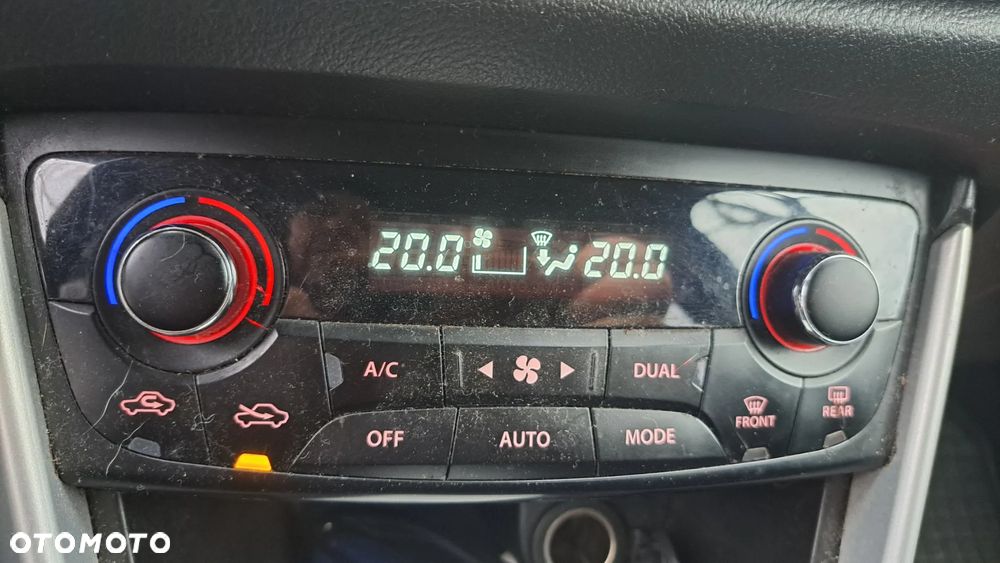 20.0 20.0
A/C DUAL
OFF AUTO MODE FRONT REAR
OTOMOTO